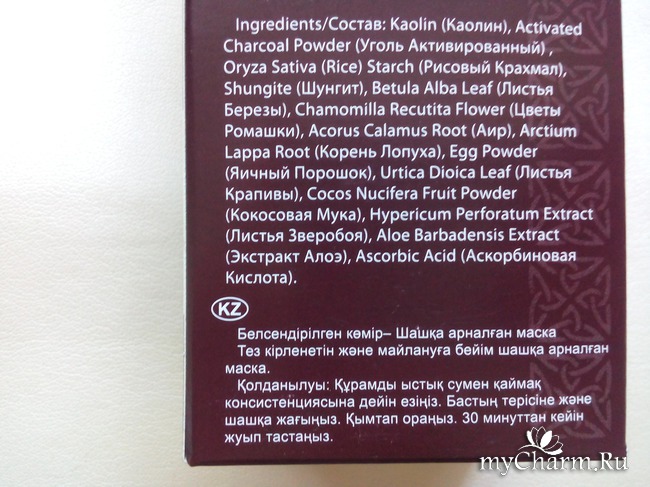 Ingredients/Состав: Kaolin (Каолин), Activated
Charcoal Powder (Уголь Активированный) ,
Oryza Sativa (Rice) Starch (Рисовый Крахмал),
Shungite (Шунгит), Betula Alba Leaf (Листья
Березы), Chamomilla Recutita Flower (Цветы
Ромашки), Acorus Calamus Root (Аир), Arctium
Lappa Root (Корень Лопуха), Egg Powder
(Яичный Порошок), Urtica Dioica Leaf (Листья
Крапивы), Cocos Nucifera Fruit Powder
(Кокосовая Мука), Hypericum Perforatum Extract
(Листья Зверобоя), Aloe Barbadensis Extract
(Экстракт Алоэ), Ascorbic Acid (Аскорбиновая
Кислота).
KZ
Белсендірілген көмір– Шашқа арналған маска
Тез кірленетін және майлануға бейім шашқа арналған
маска.
Қолданылуы: Құрамды ыстық сумен қаймақ
консистенциясына дейін езіңіз. Бастың терісіне және
шашқа жағыңыз. Қымтап ораңыз. 30 минуттан кейін
жуып тастаңыз.
myCharm.Ru